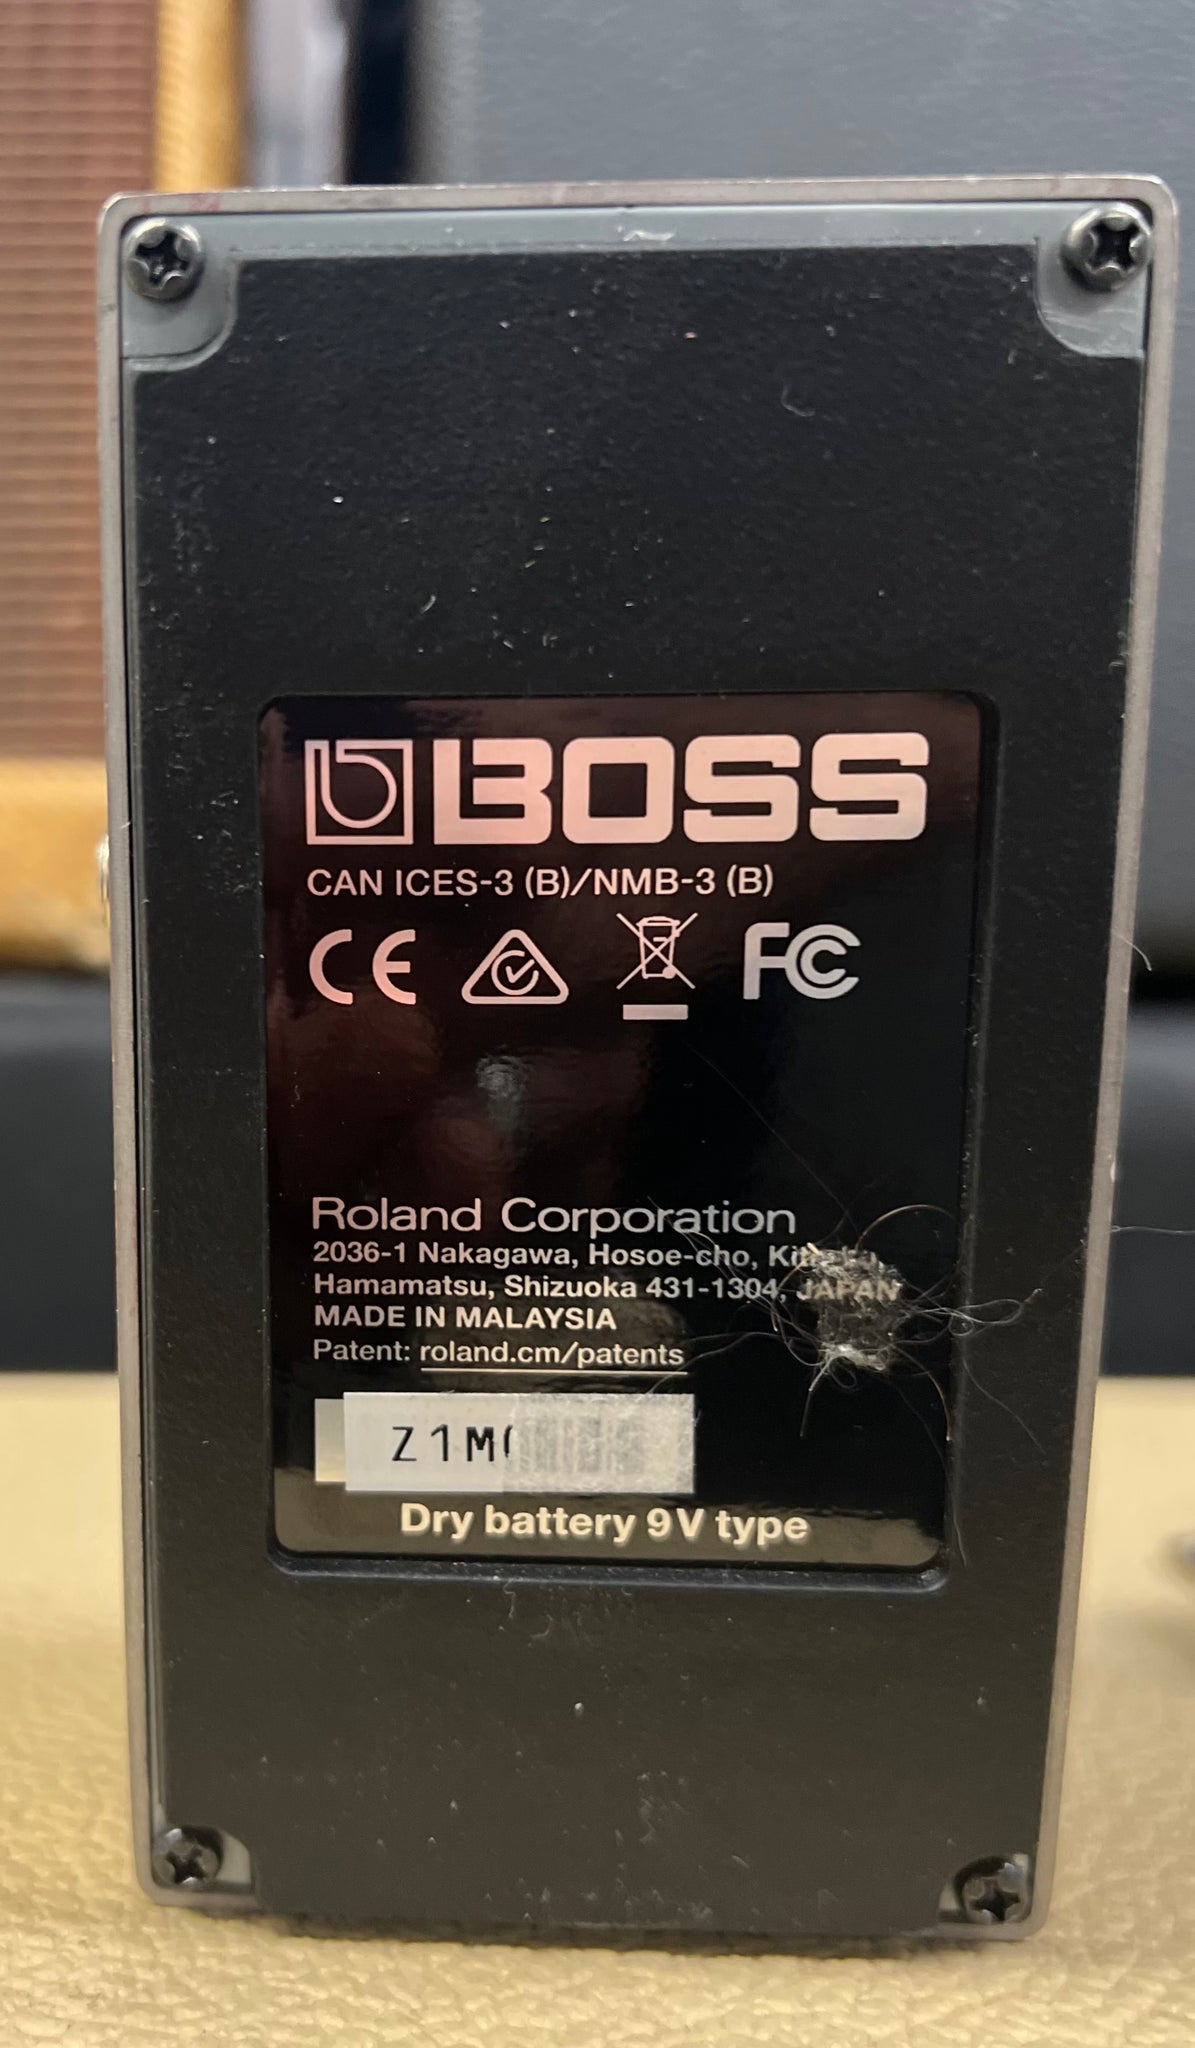 BOSS
CAN ICES-3 (B)/NMB-3 (B)
CE FC
Roland Corporation
2036-1 Nakagawa, Hosoe-cho,
Hamamatsu, Shizuoka 431-1304, JAPAN
MADE IN MALAYSIA
Patent: roland.cm/patents
Z1M
Dry battery 9V type